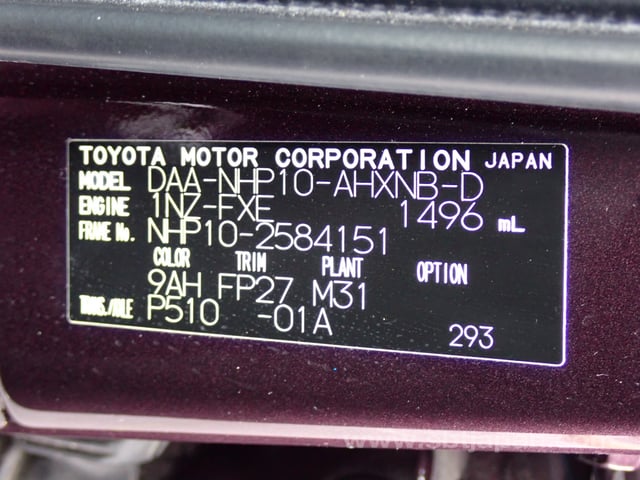 TOYOTA MOTOR CORPORATION JAPAN
MODEL DAA-NHP10-AHXNB-D
ENGINE 1NZ-FXE 1496 mL
FRAME No. NHP10-2584151
COLOR TRIM PLANT OPTION
9AH FP27 M31
TRANS./AXLE P510 -01A 293